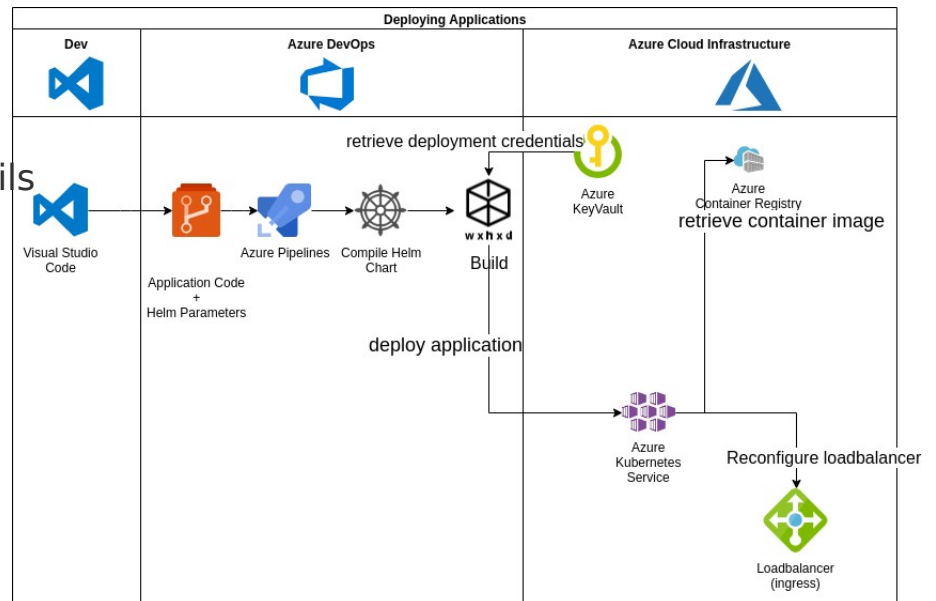 Deploying Applications
Dev
Azure DevOps
Azure Cloud Infrastructure
retrieve deployment credentials
ils
Visual Studio
Code
Application Code
+
Helm Parameters
Azure Pipelines
Compile Helm
Chart
w x h x d
Build
Azure
KeyVault
Azure
Container Registry
retrieve container image
deploy application
Azure
Kubernetes
Service
Reconfigure loadbalancer
Loadbalancer
(ingress)